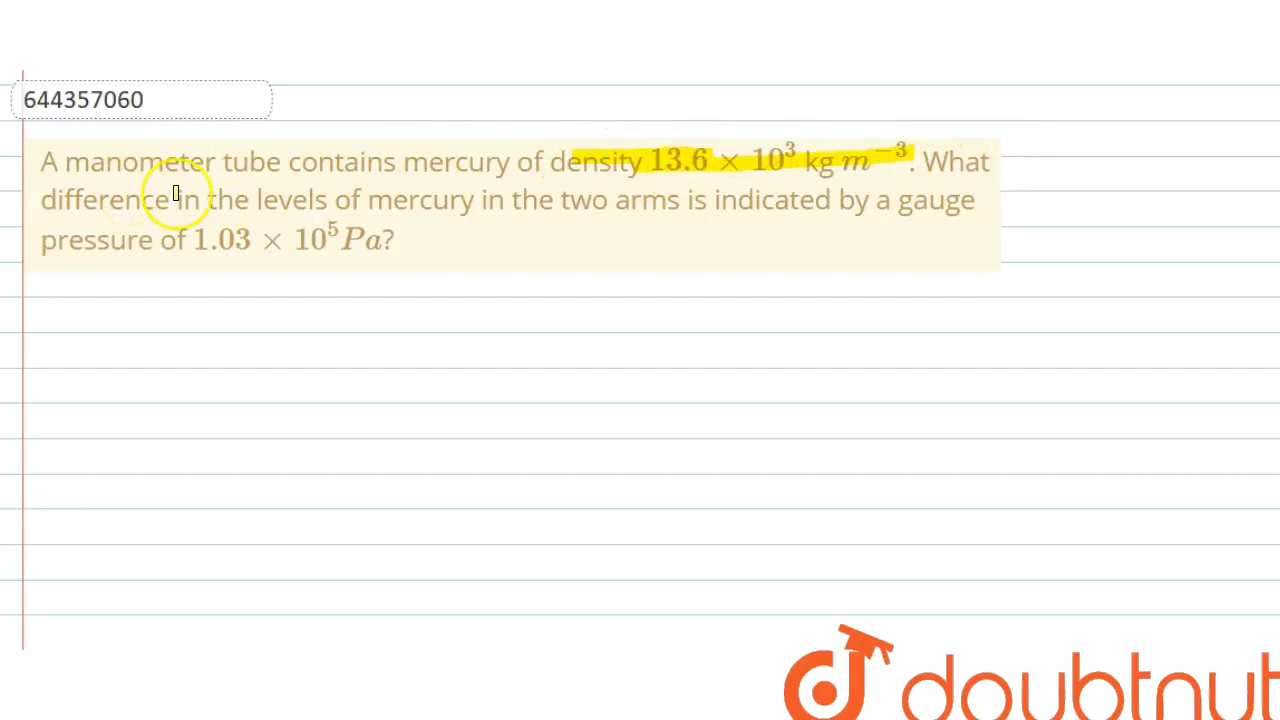 644357060
A manometer tube contains mercury of density 13.6 × 10³ kg m⁻³. What
difference in the levels of mercury in the two arms is indicated by a gauge
pressure of 1.03 × 10⁵ Pa?
doubtnut